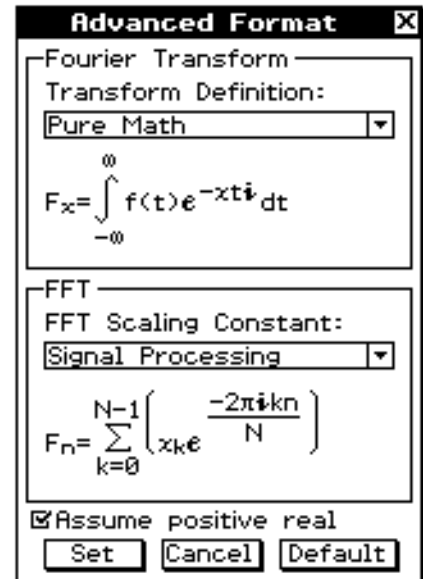 Advanced Format X
Fourier Transform
Transform Definition:
Pure Math
∞
Fx=∫f(t)e^-xti dt
-∞
FFT
FFT Scaling Constant:
Signal Processing
N-1
-2πikn
Fn=Σ(xke N)
k=0
Assume positive real
Set Cancel Default